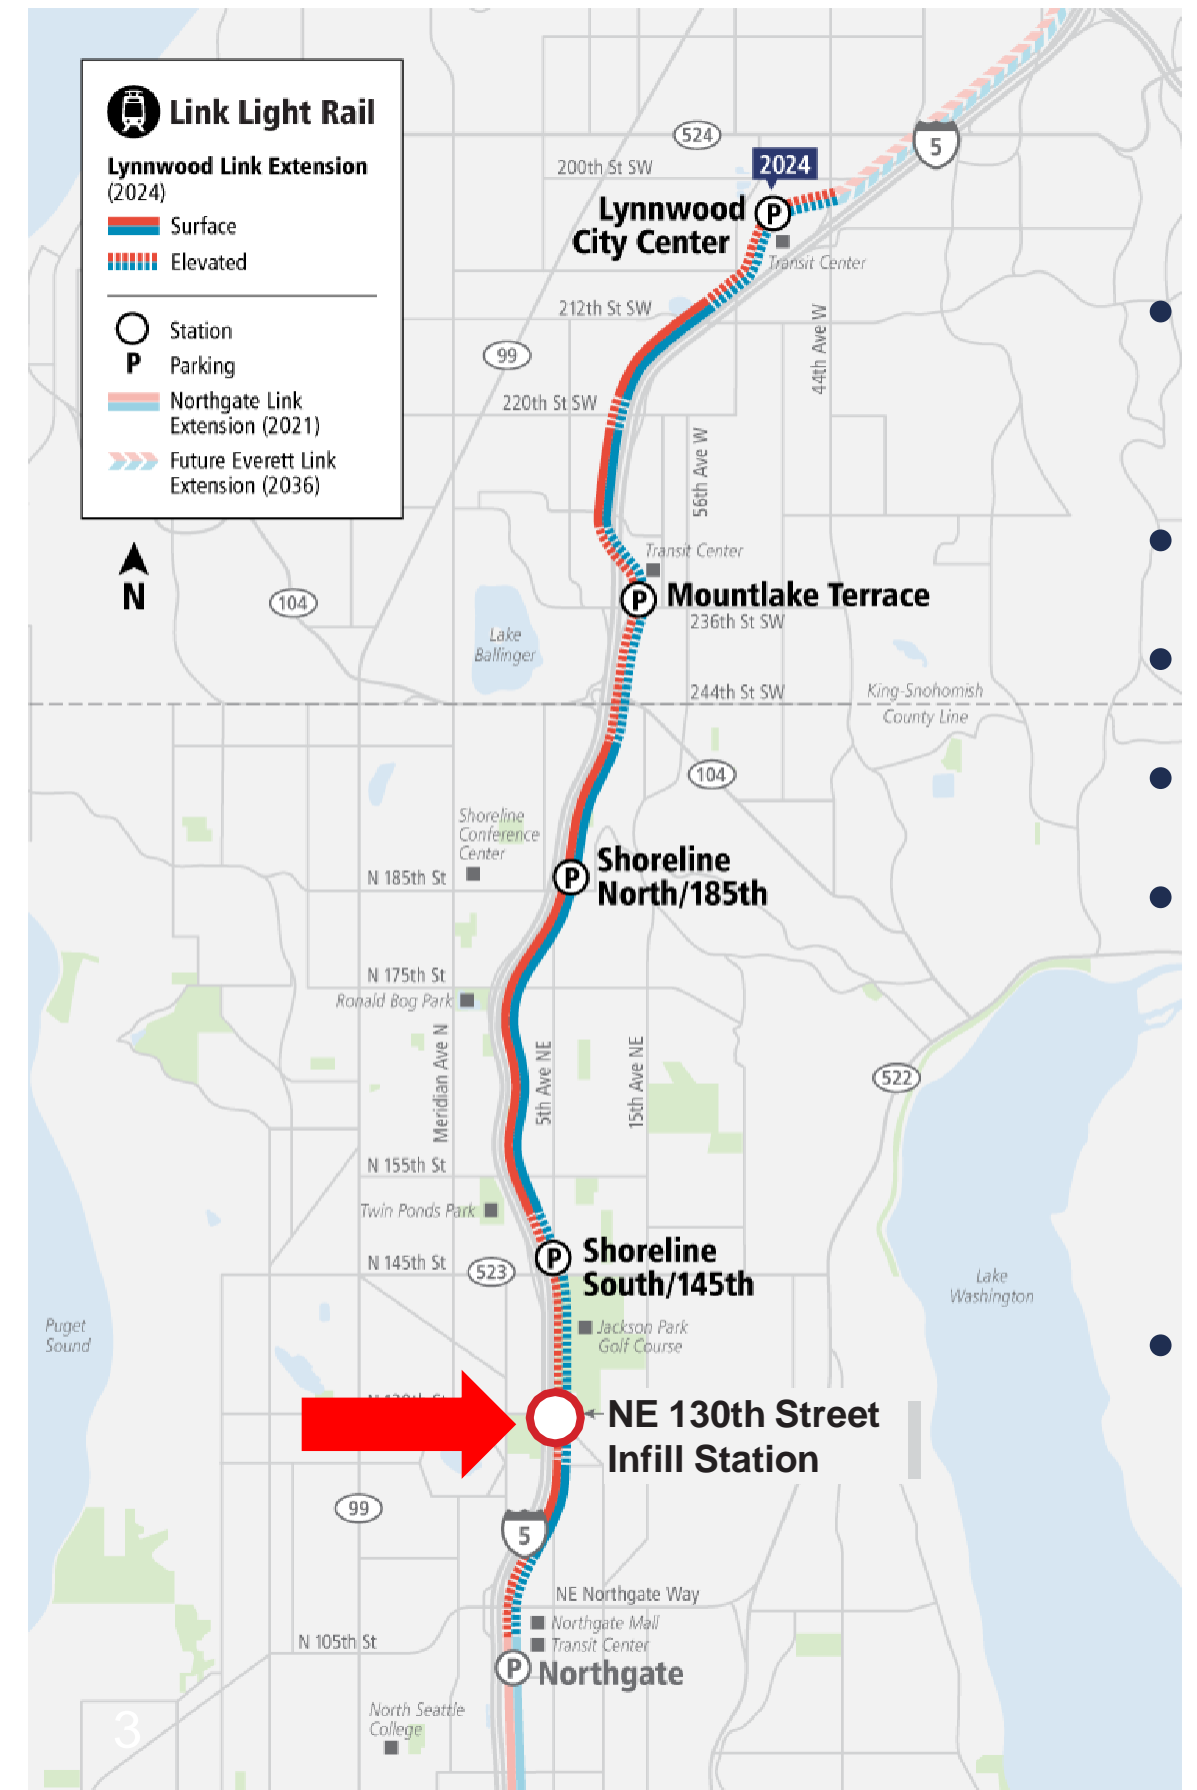 Link Light Rail
Lynnwood Link Extension
(2024)
Surface
Elevated
Station
P
Parking
Northgate Link
Extension (2021)
Future Everett Link
Extension (2036)
N
524
5
200th St SW
2024
Lynnwood
City Center
P
Transit Center
212th St SW
44th Ave W
99
220th St SW
56th Ave W
Transit Center
P
Mountlake Terrace
104
236th St SW
Lake
Ballinger
244th St SW
King-Snohomish
County Line
104
Shoreline
Conference
Center
N 185th St
P
Shoreline
North/185th
N 175th St
Ronald Bog Park
Meridian Ave N
5th Ave NE
15th Ave NE
522
N 155th St
Twin Ponds Park
N 145th St
523
P
Shoreline
South/145th
Lake
Washington
Puget
Sound
Jackson Park
Golf Course
NE 130th Street
Infill Station
99
5
NE Northgate Way
Northgate Mall
N 105th St
Transit Center
P
Northgate
North Seattle
College
3